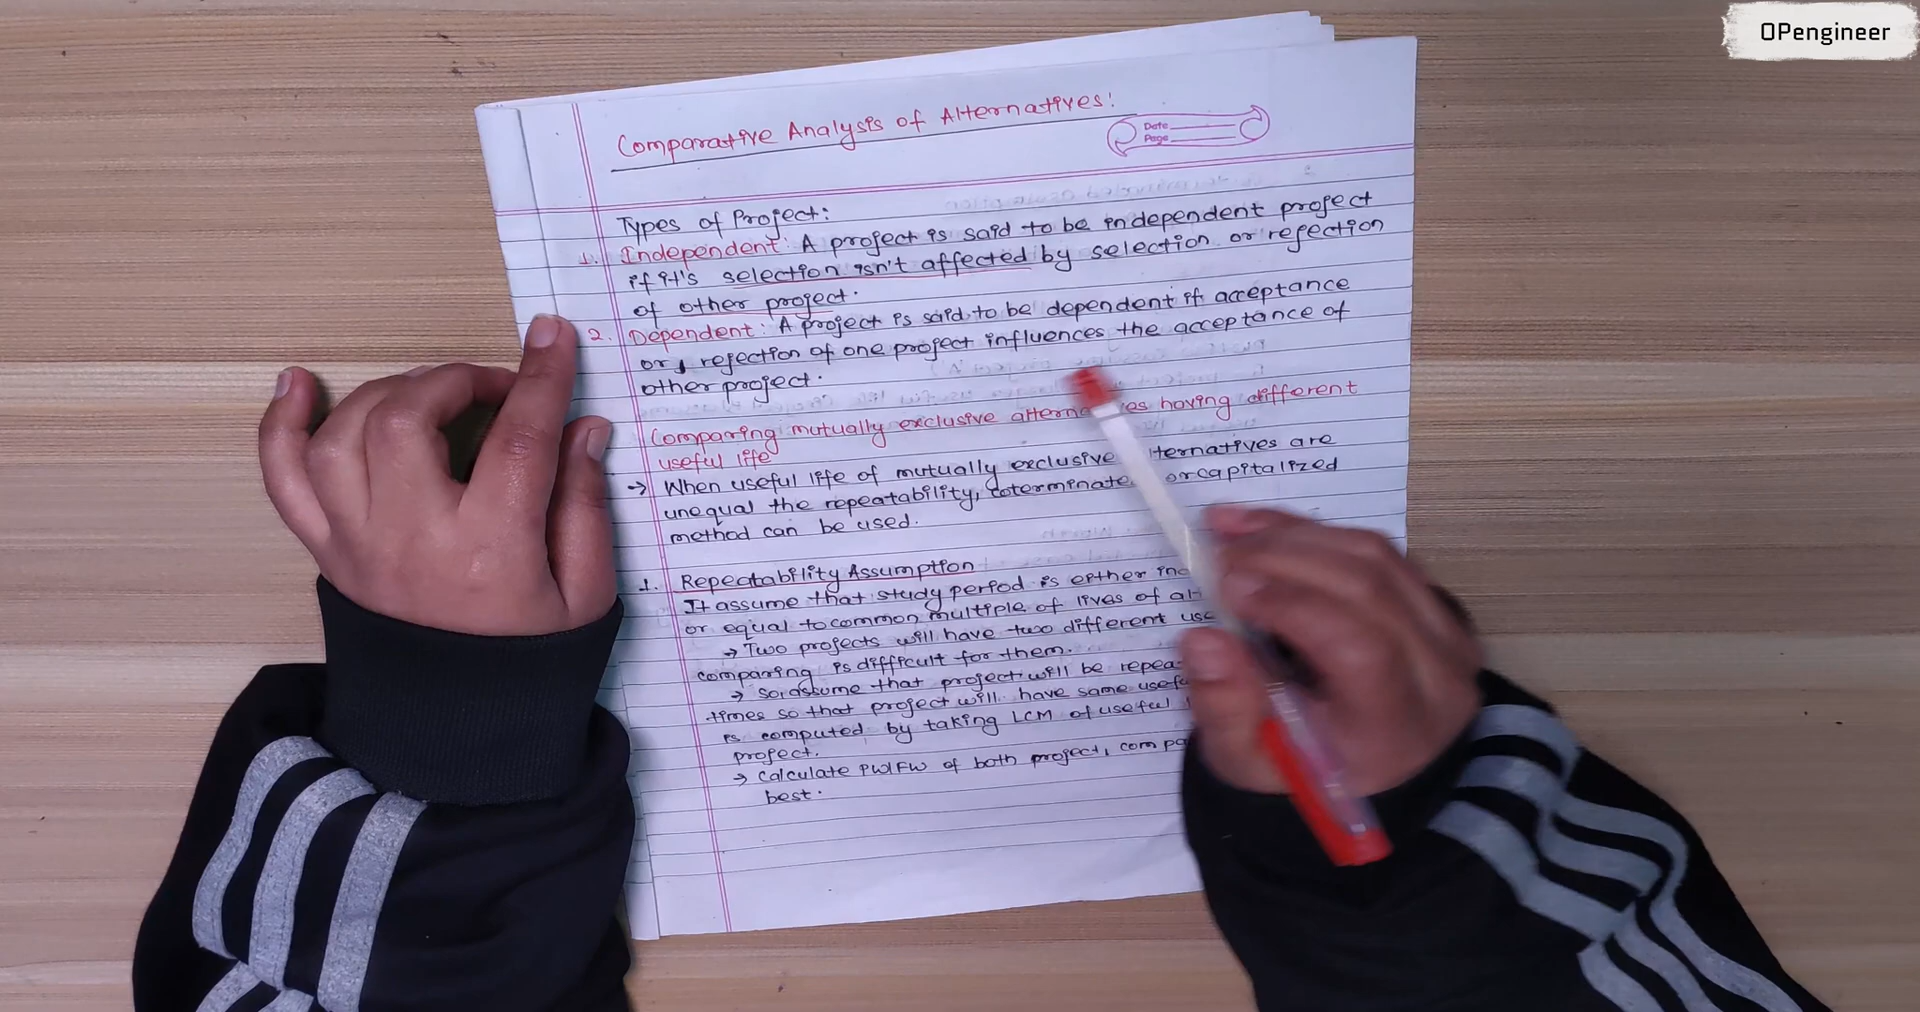 OPengineer
Comparative Analysis of Alternatives:
Date
Page
Types of Project:
1. Independent: A project is said to be independent project
if it's selection isn't affected by selection or rejection
of other project.
2. Dependent: A project is said to be dependent if acceptance
or rejection of one project influences the acceptance of
other project.
Comparing mutually exclusive having different
useful life
→ When useful life of mutually exclusive are
unequal the repeatability, coterminated or capitalized
method can be used.
1. Repeatability Assumption
It assume that study period is either
or equal to common multiple of lives of
→ Two projects will have two different
comparing is difficult for them.
→ so, assume that project will be
times so that project will have same
is computed by taking LCM of useful
project.
→ Calculate PW/FW of both project,
best.